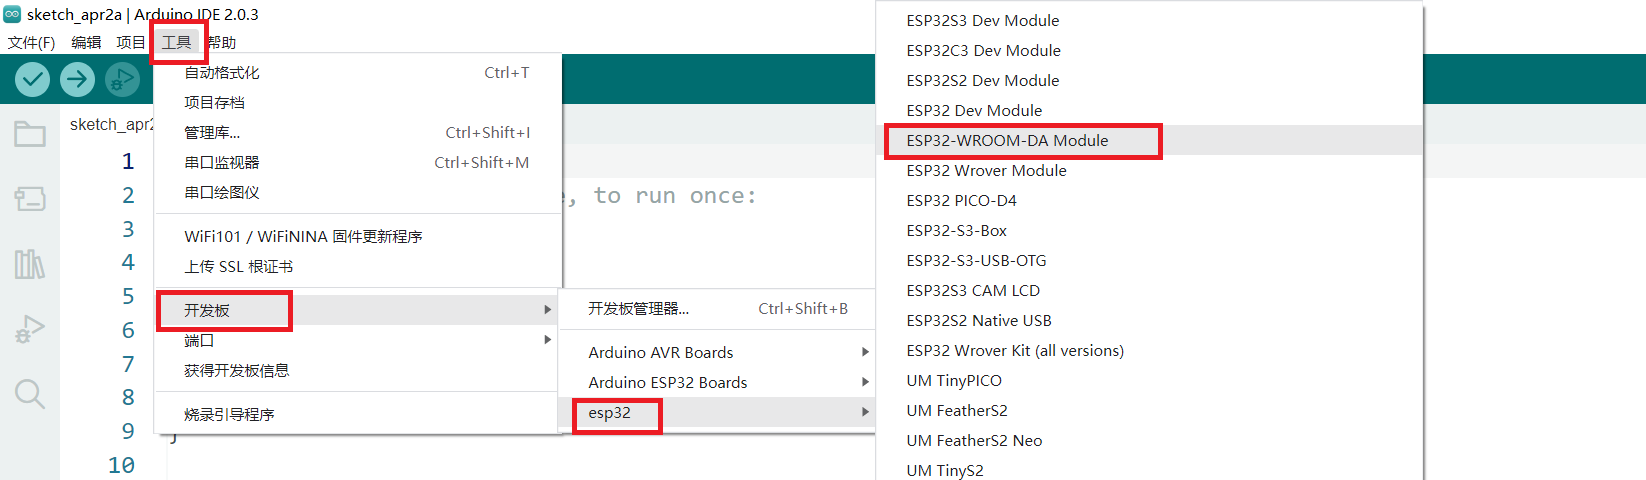 sketch_apr2a | Arduino IDE 2.0.3
文件(F) 编辑 项目 工具 帮助
自动格式化 Ctrl+T
项目存档
管理库... Ctrl+Shift+I
串口监视器 Ctrl+Shift+M
串口绘图仪
WiFi101 / WiFiNINA 固件更新程序
上传 SSL 根证书
开发板
端口
获得开发板信息
烧录引导程序
开发板管理器... Ctrl+Shift+B
Arduino AVR Boards
Arduino ESP32 Boards
esp32
ESP32S3 Dev Module
ESP32C3 Dev Module
ESP32S2 Dev Module
ESP32 Dev Module
ESP32-WROOM-DA Module
ESP32 Wrover Module
ESP32 PICO-D4
ESP32-S3-Box
ESP32-S3-USB-OTG
ESP32S3 CAM LCD
ESP32S2 Native USB
ESP32 Wrover Kit (all versions)
UM TinyPICO
UM FeatherS2
UM FeatherS2 Neo
UM TinyS2
sketch_apr2
1
2 , to run once:
3
4
5
6
7
8
9 }
10